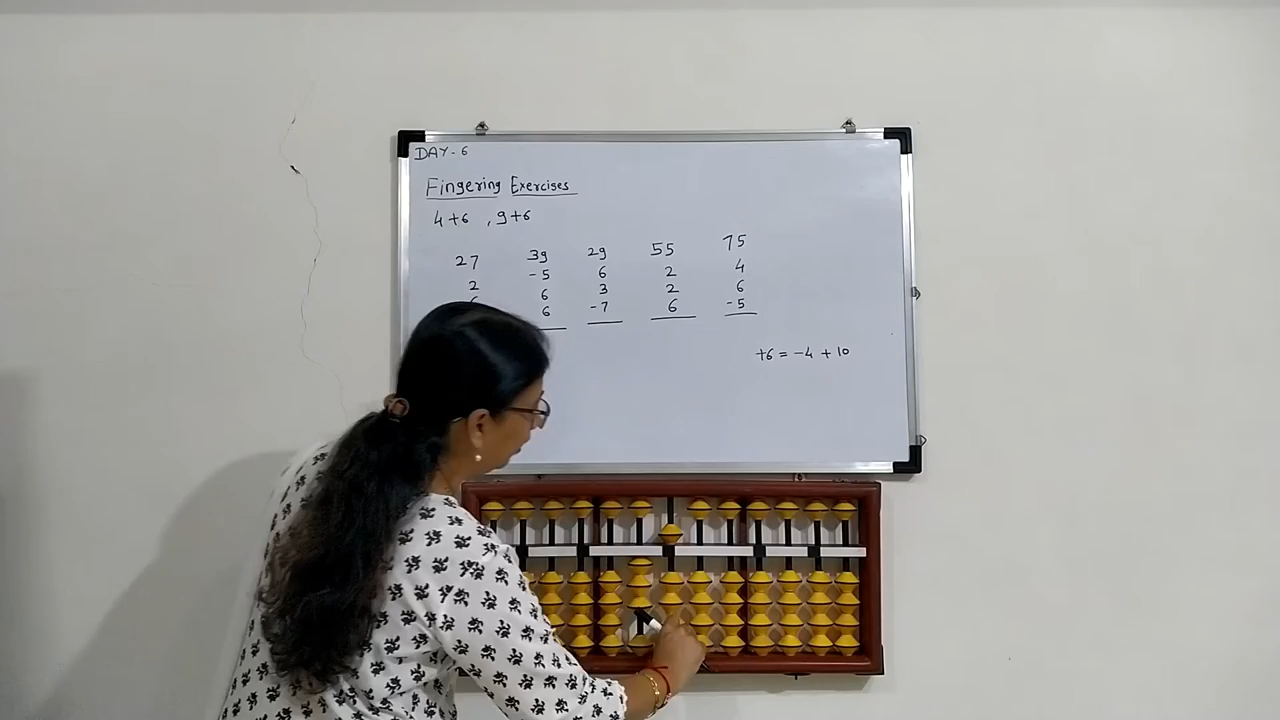 DAY-6
Fingering Exercises
4+6 , 9+6
27 39 29 55 75
2 -5 6 2 4
6 3 2 6
6 -7 6 -5
+6 = -4 + 10